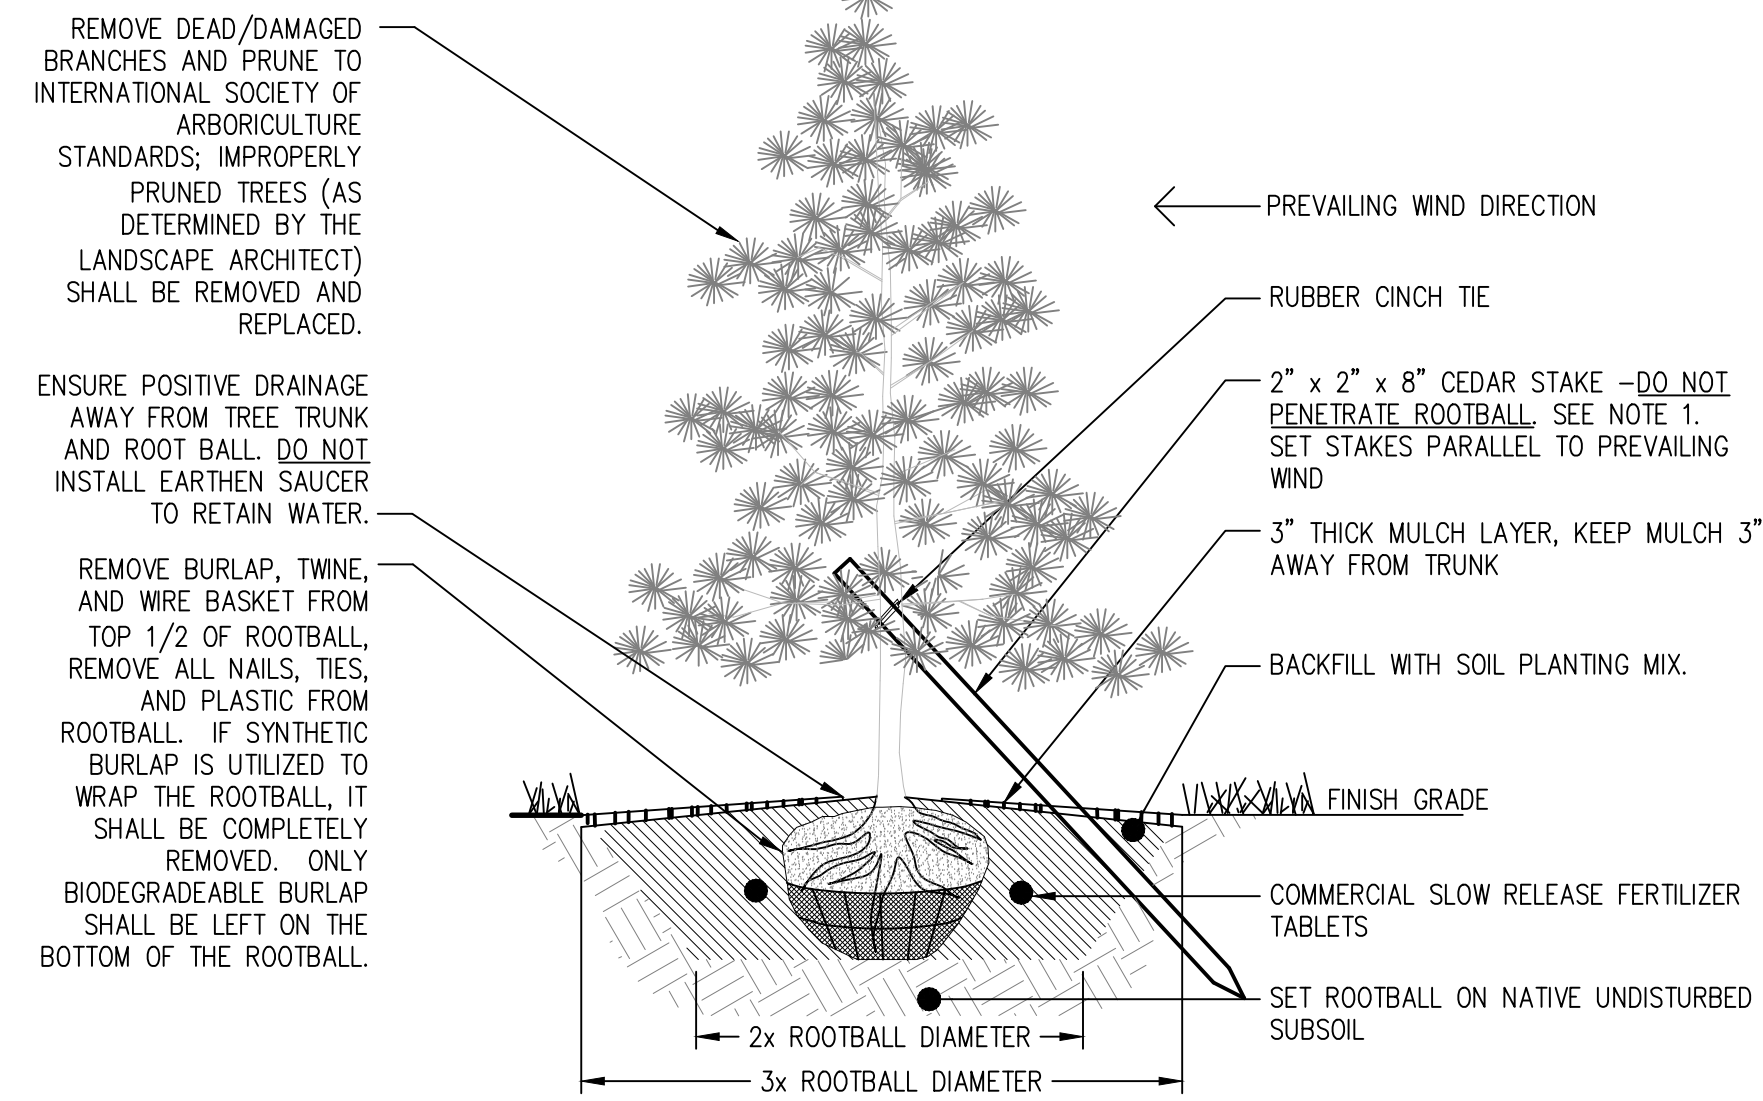 REMOVE DEAD/DAMAGED
BRANCHES AND PRUNE TO
INTERNATIONAL SOCIETY OF
ARBORICULTURE
STANDARDS; IMPROPERLY
PRUNED TREES (AS
DETERMINED BY THE
LANDSCAPE ARCHITECT)
SHALL BE REMOVED AND
REPLACED.
ENSURE POSITIVE DRAINAGE
AWAY FROM TREE TRUNK
AND ROOT BALL. DO NOT
INSTALL EARTHEN SAUCER
TO RETAIN WATER.
REMOVE BURLAP, TWINE,
AND WIRE BASKET FROM
TOP 1/2 OF ROOTBALL,
REMOVE ALL NAILS, TIES,
AND PLASTIC FROM
ROOTBALL. IF SYNTHETIC
BURLAP IS UTILIZED TO
WRAP THE ROOTBALL, IT
SHALL BE COMPLETELY
REMOVED. ONLY
BIODEGRADEABLE BURLAP
SHALL BE LEFT ON THE
BOTTOM OF THE ROOTBALL.
PREVAILING WIND DIRECTION
RUBBER CINCH TIE
2" x 2" x 8" CEDAR STAKE -DO NOT
PENETRATE ROOTBALL. SEE NOTE 1.
SET STAKES PARALLEL TO PREVAILING
WIND
3" THICK MULCH LAYER, KEEP MULCH 3"
AWAY FROM TRUNK
BACKFILL WITH SOIL PLANTING MIX.
FINISH GRADE
COMMERCIAL SLOW RELEASE FERTILIZER
TABLETS
SET ROOTBALL ON NATIVE UNDISTURBED
SUBSOIL
2x ROOTBALL DIAMETER
3x ROOTBALL DIAMETER